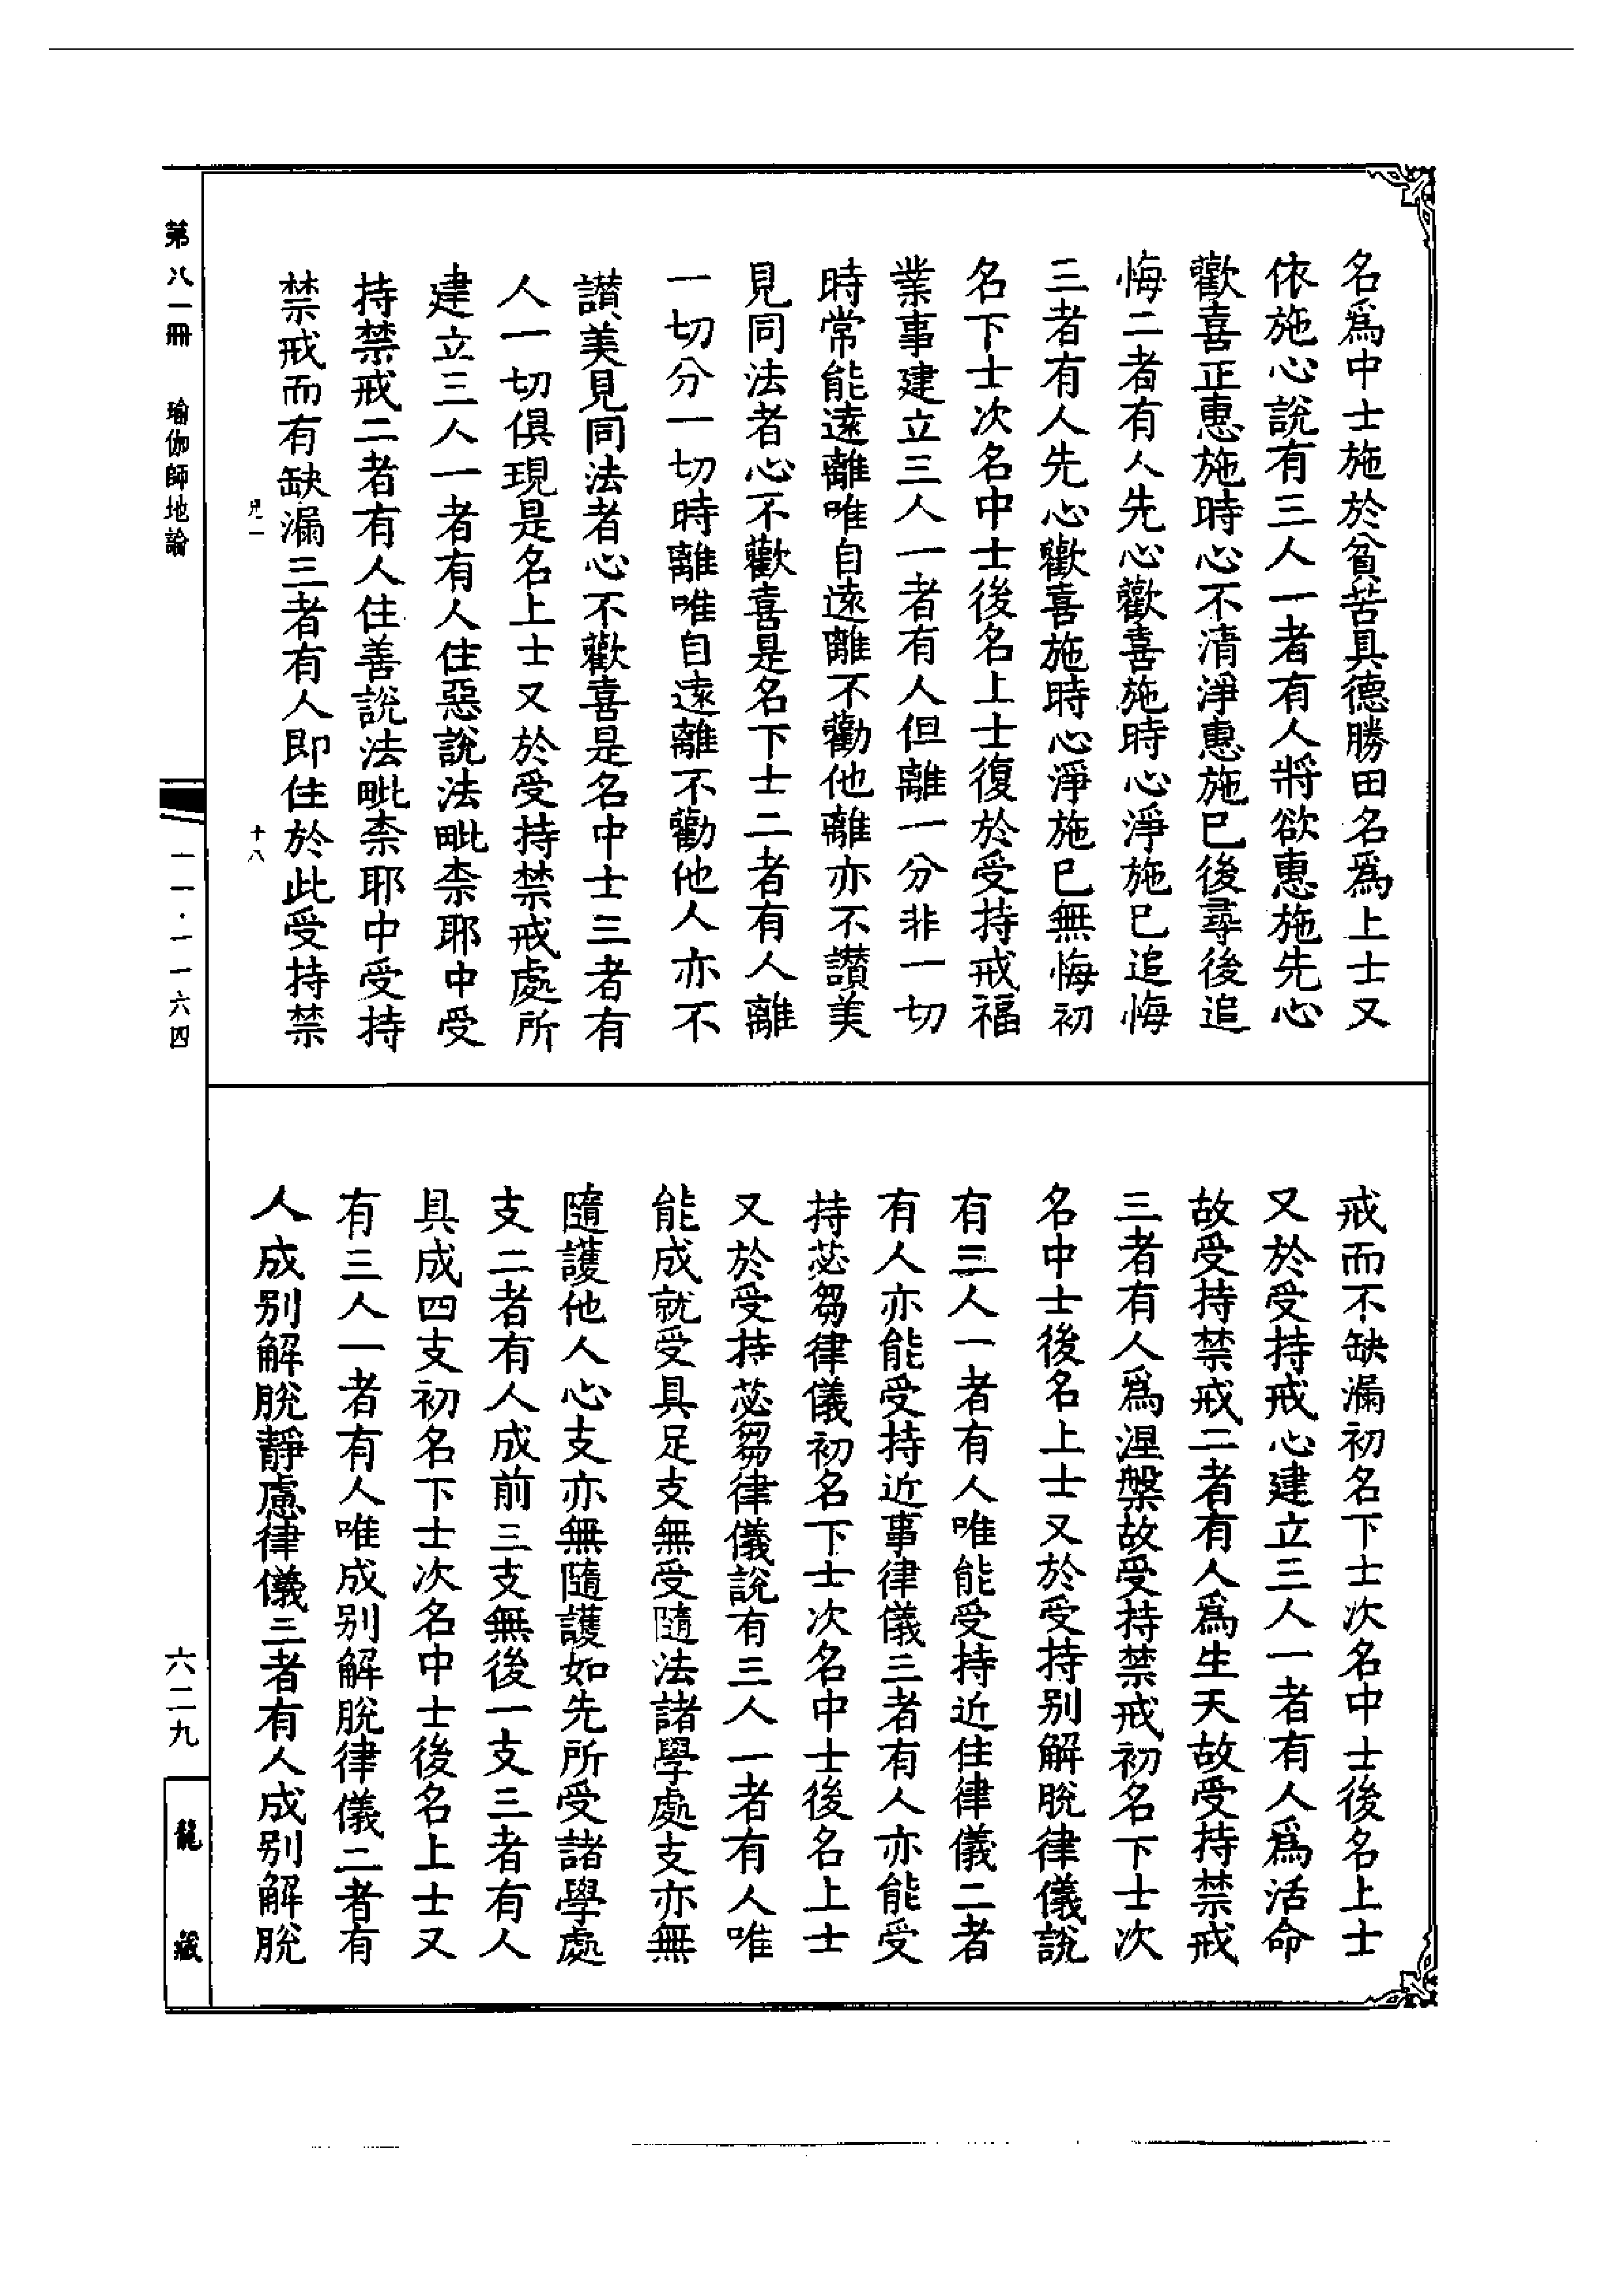 名爲中士施於貧苦具德勝田名爲上士又
依施心說有三人一者有人將欲惠施先心
歡喜正惠施時心不清淨惠施已後尋後追
悔二者有人先心歡喜施時心淨施已追悔
三者有人先心歡喜施時心淨施已無悔初
名下士次名中士後名上士復於受持戒福
業事建立三人一者有人但離一分非一切
時常能遠離唯自遠離不勸他離亦不讚美
見同法者心不歡喜是名下士二者有人離
一切分一切時離唯自遠離不勸他人亦不
讚美見同法者心不歡喜是名中士三者有
人一切俱現是名上士又於受持禁戒處所
建立三人一者有人住惡說法毗柰耶中受
持禁戒二者有人住善說法毗柰耶中受持
禁戒而有缺漏三者有人即住於此受持禁
戒而不缺漏初名下士次名中士後名上士
又於受持戒心建立三人一者有人爲活命
故受持禁戒二者有人爲生天故受持禁戒
三者有人爲涅槃故受持禁戒初名下士次
名中士後名上士又於受持别解脫律儀說
有三人一者有人唯能受持近住律儀二者
有人亦能受持近事律儀三者有人亦能受
持苾芻律儀初名下士次名中士後名上士
又於受持苾芻律儀說有三人一者有人唯
能成就受具足支無受隨法諸學處支亦無
隨護他人心支亦無隨護如先所受諸學處
支二者有人成前三支無後一支三者有人
具成四支初名下士次名中士後名上士又
有三人一者有人唯成别解脫律儀二者有
人成别解脫靜慮律儀三者有人成别解脫
兄一
十八
第八一冊
瑜伽師地論
一一·一一六四
六二九
龍藏